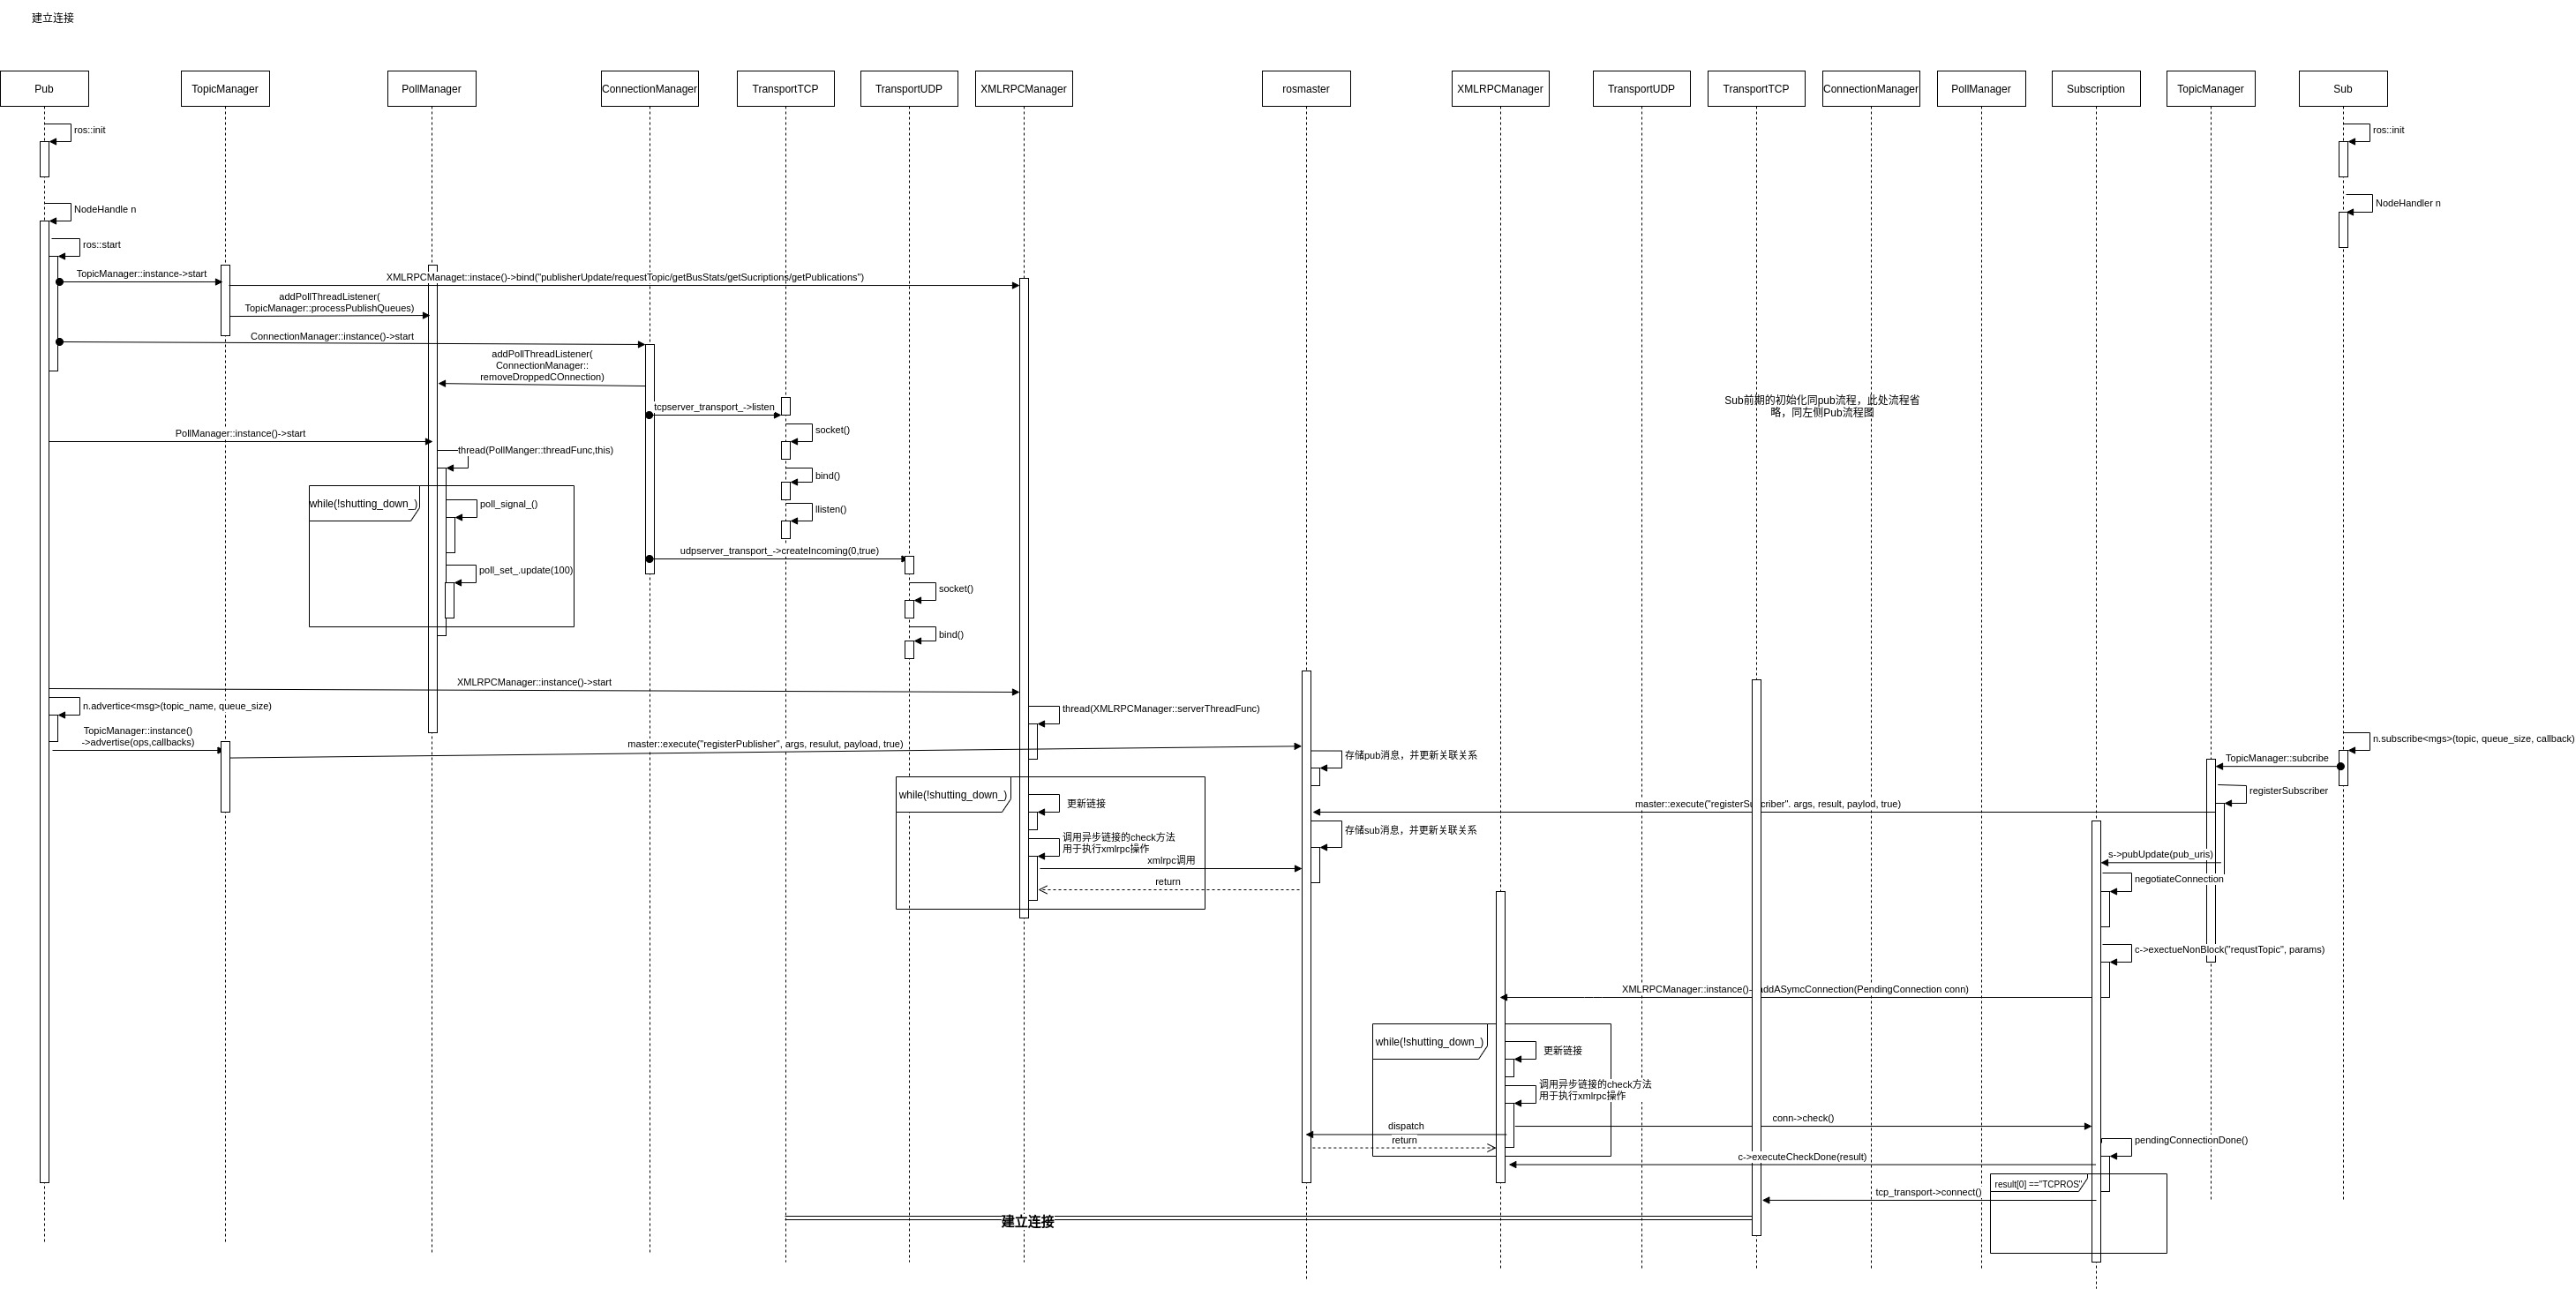 建立连接
Pub
TopicManager
PollManager
ConnectionManager
TransportTCP
TransportUDP
XMLRPCManager
rosmaster
XMLRPCManager
TransportUDP
TransportTCP
ConnectionManager
PollManager
Subscription
TopicManager
Sub
ros::init
ros::init
NodeHandle n
NodeHandler n
ros::start
TopicManager::instance->start
XMLRPCManaget::instace()->bind("publisherUpdate/requestTopic/getBusStats/getSucriptions/getPublications")
addPollThreadListener(
TopicManager::processPublishQueues)
ConnectionManager::instance()->start
addPollThreadListener(
ConnectionManager::
removeDroppedCOnnection)
tcpserver_transport_->listen
Sub前期的初始化同pub流程，此处流程省
略，同左侧Pub流程图
socket()
PollManager::instance()->start
thread(PollManger::threadFunc,this)
bind()
while(!shutting_down_)
poll_signal_()
llisten()
udpserver_transport_->createIncoming(0,true)
poll_set_.update(100)
socket()
bind()
XMLRPCManager::instance()->start
n.advertice<msg>(topic_name, queue_size)
thread(XMLRPCManager::serverThreadFunc)
TopicManager::instance()
->advertise(ops,callbacks)
master::execute("registerPublisher", args, resulut, payload, true)
n.subscribe<mgs>(topic, queue_size, callback)
存储pub消息，并更新关联关系
TopicManager::subcribe
registerSubscriber
while(!shutting_down_)
更新链接
master::execute("registerSubscriber". args, result, paylod, true)
存储sub消息，并更新关联关系
调用异步链接的check方法
用于执行xmlrpc操作
xmlrpc调用
s->pubUpdate(pub_uris)
return
negotiateConnection
c->exectueNonBlock("requstTopic", params)
XMLRPCManager::instance()->addASymcConnection(PendingConnection conn)
while(!shutting_down_)
更新链接
调用异步链接的check方法
用于执行xmlrpc操作
conn->check()
dispatch
return
pendingConnectionDone()
c->executeCheckDone(result)
result[0] =="TCPROS"
tcp_transport->connect()
建立连接